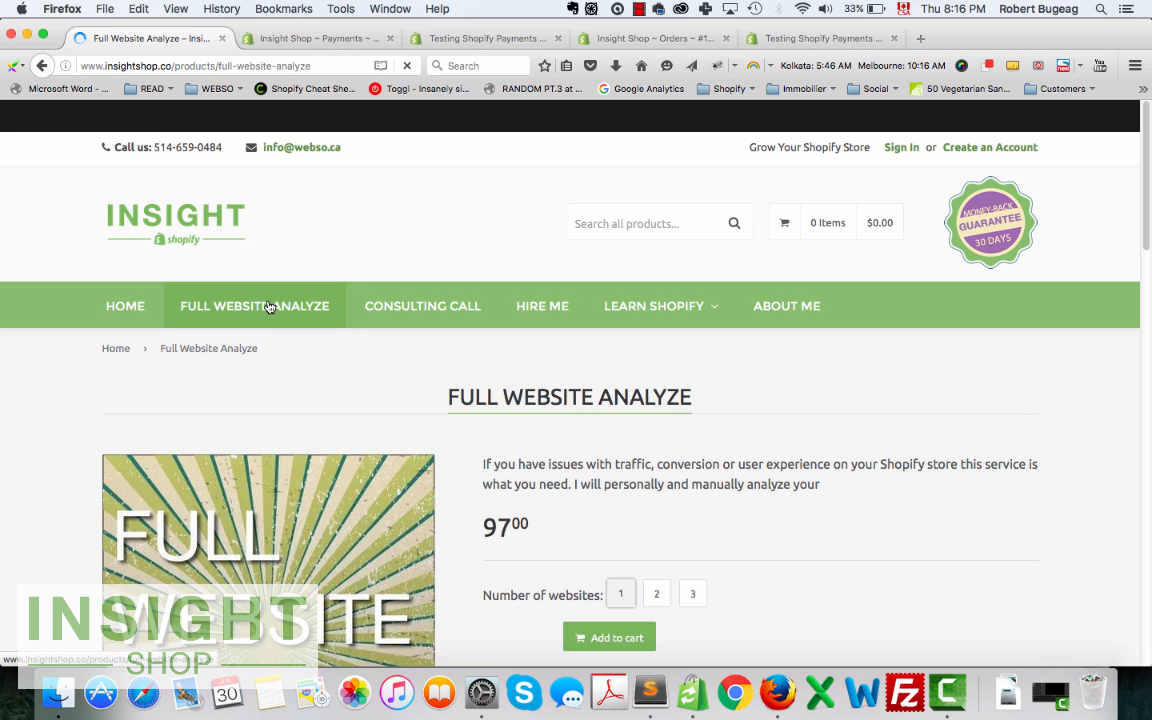 Firefox File Edit View History Bookmarks Tools Window Help 33% Thu 8:16 PM Robert Bugeag
Full Website Analyze – Insi... Insight Shop ~ Payments ~ ... Testing Shopify Payments ... Insight Shop ~ Orders ~ #1... Testing Shopify Payments ...
www.insightshop.co/products/full-website-analyze Search Kolkata: 5:46 AM Melbourne: 10:16 AM
Microsoft Word - ... READ WEBSO Shopify Cheat She... Toggl - Insanely si... RANDOM PT.3 at ... Google Analytics Shopify Immobilier Social 50 Vegetarian San... Customers
Call us: 514-659-0484 info@webso.ca Grow Your Shopify Store Sign In or Create an Account
INSIGHT
shopify
Search all products... 0 Items $0.00
MONEY-BACK
GUARANTEE
30 DAYS
HOME FULL WEBSITE ANALYZE CONSULTING CALL HIRE ME LEARN SHOPIFY ABOUT ME
Home › Full Website Analyze
FULL WEBSITE ANALYZE
If you have issues with traffic, conversion or user experience on your Shopify store this service is
what you need. I will personally and manually analyze your
97.00
Number of websites: 1 2 3
Add to cart
FULL
WEBSITE
INSIGHT
SHOP
www.insightshop.co/products/full-website-analyze
30